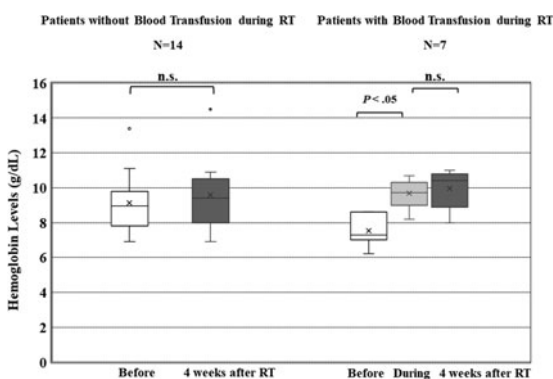 Patients without Blood Transfusion during RT
N=14
Patients with Blood Transfusion during RT
N=7
n.s.
n.s.
P < .05
Hemoglobin Levels (g/dL)
16
14
12
10
8
6
4
2
0
Before 4 weeks after RT
Before During 4 weeks after RT